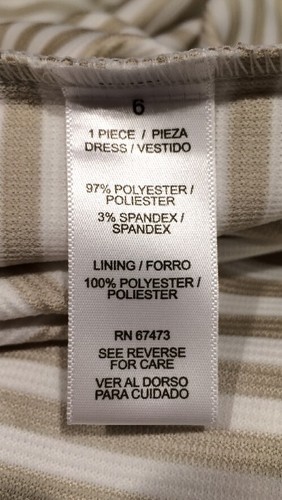 6
1 PIECE / PIEZA
DRESS / VESTIDO
97% POLYESTER /
POLIESTER
3% SPANDEX /
SPANDEX
LINING / FORRO
100% POLYESTER /
POLIESTER
RN 67473
SEE REVERSE
FOR CARE
VER AL DORSO
PARA CUIDADO